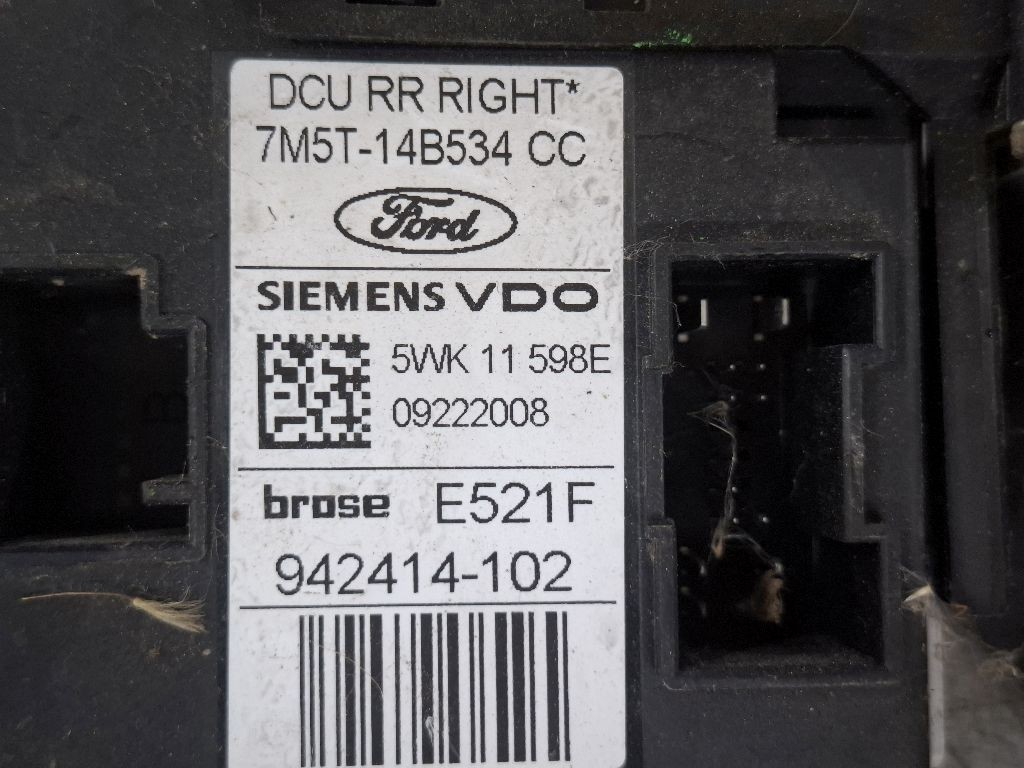 DCU RR RIGHT*
7M5T-14B534 CC
Ford
SIEMENS VDO
5WK 11 598E
09222008
brose E521F
942414-102